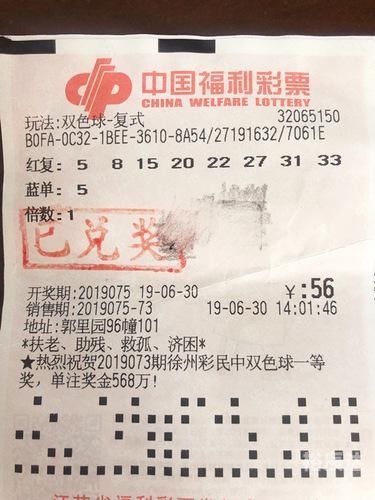 中国福利彩票
CHINA WELFARE LOTTERY
玩法:双色球-复式 32065150
B0FA-0C32-1BEE-3610-8A54/27191632/7061E
红复: 5 8 15 20 22 27 31 33
蓝单: 5
倍数:1
已兑奖
开奖期:2019075 19-06-30 ¥:56
销售期:2019075-73 19-06-30 14:01:46
地址:郭里园96幢101
*扶老、助残、救孤、济困*
★热烈祝贺2019073期徐州彩民中双色球一等
奖,单注奖金568万!